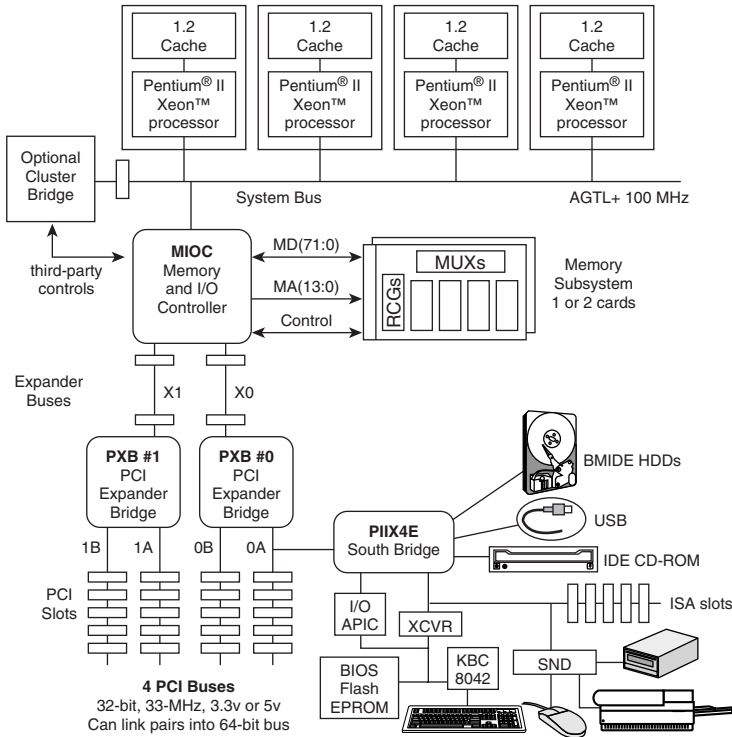 1.2
Cache
1.2
Cache
1.2
Cache
1.2
Cache
Pentium® II
Xeon™
processor
Pentium® II
Xeon™
processor
Pentium® II
Xeon™
processor
Pentium® II
Xeon™
processor
Optional
Cluster
Bridge
System Bus
AGTL+ 100 MHz
third-party
controls
MIOC
Memory
and I/O
Controller
MD(71:0)
MA(13:0)
Control
MUXs
RCGs
Memory
Subsystem
1 or 2 cards
Expander
Buses
X1
X0
PXB #1
PCI
Expander
Bridge
PXB #0
PCI
Expander
Bridge
1B
1A
0B
0A
PCI
Slots
4 PCI Buses
32-bit, 33-MHz, 3.3v or 5v
Can link pairs into 64-bit bus
PIIX4E
South Bridge
BMIDE HDDs
USB
IDE CD-ROM
ISA slots
I/O
APIC
XCVR
BIOS
Flash
EPROM
KBC
8042
SND